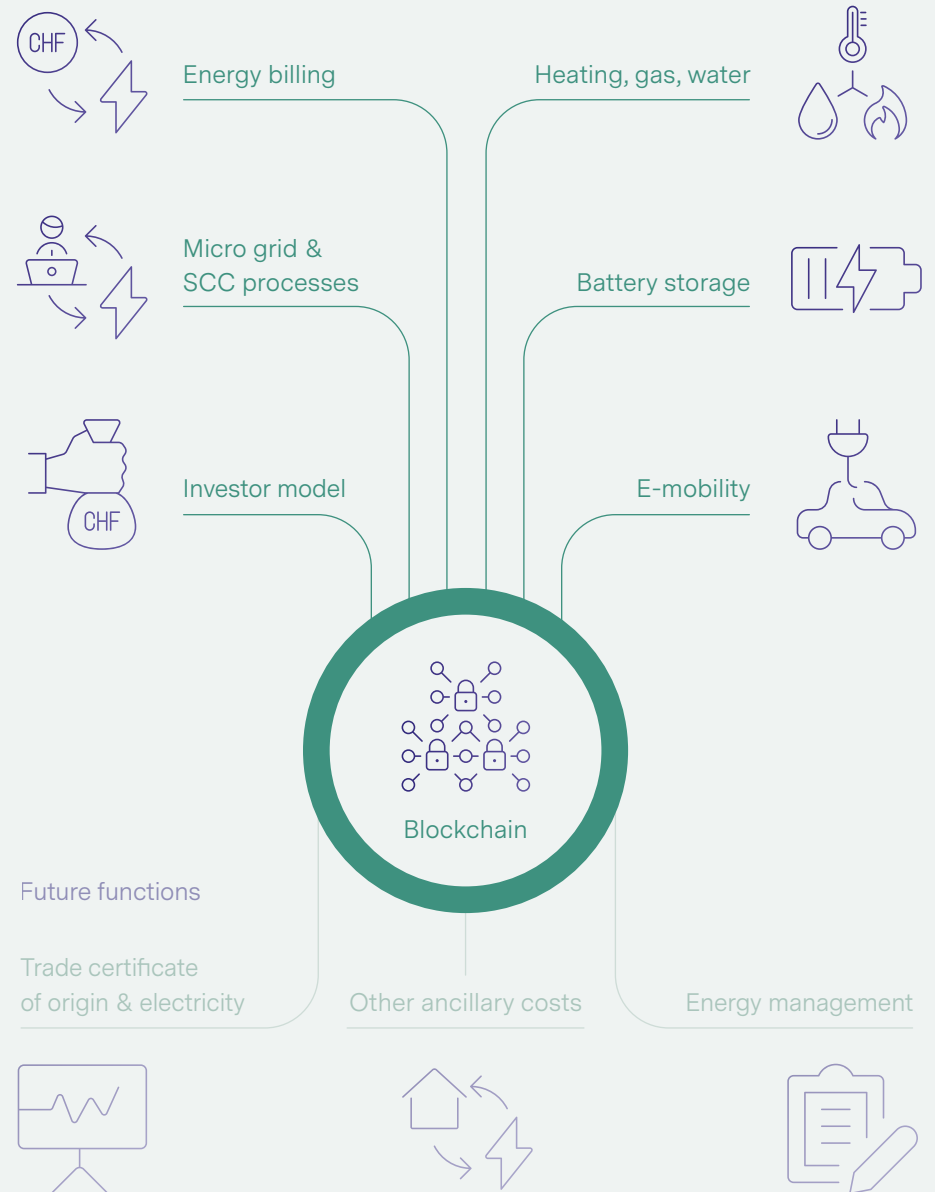 CHF
Energy billing
Heating, gas, water
Micro grid &
SCC processes
Battery storage
Investor model
E-mobility
CHF
Blockchain
Future functions
Trade certificate
of origin & electricity
Other ancillary costs
Energy management